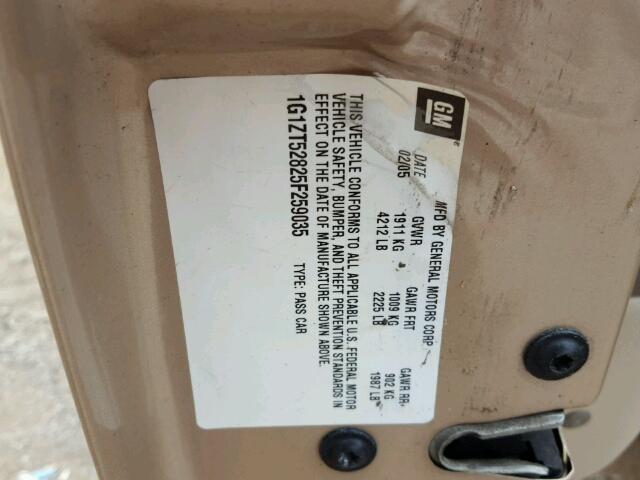 GM
MFD BY GENERAL MOTORS CORP
DATE GVWR GAWR FRT GAWR RR
02/05 1911 KG 1009 KG 902 KG
4212 LB 2225 LB 1987 LB
THIS VEHICLE CONFORMS TO ALL APPLICABLE U.S. FEDERAL MOTOR
VEHICLE SAFETY, BUMPER, AND THEFT PREVENTION STANDARDS IN
EFFECT ON THE DATE OF MANUFACTURE SHOWN ABOVE.
1G1ZT52825F259035 TYPE: PASS CAR